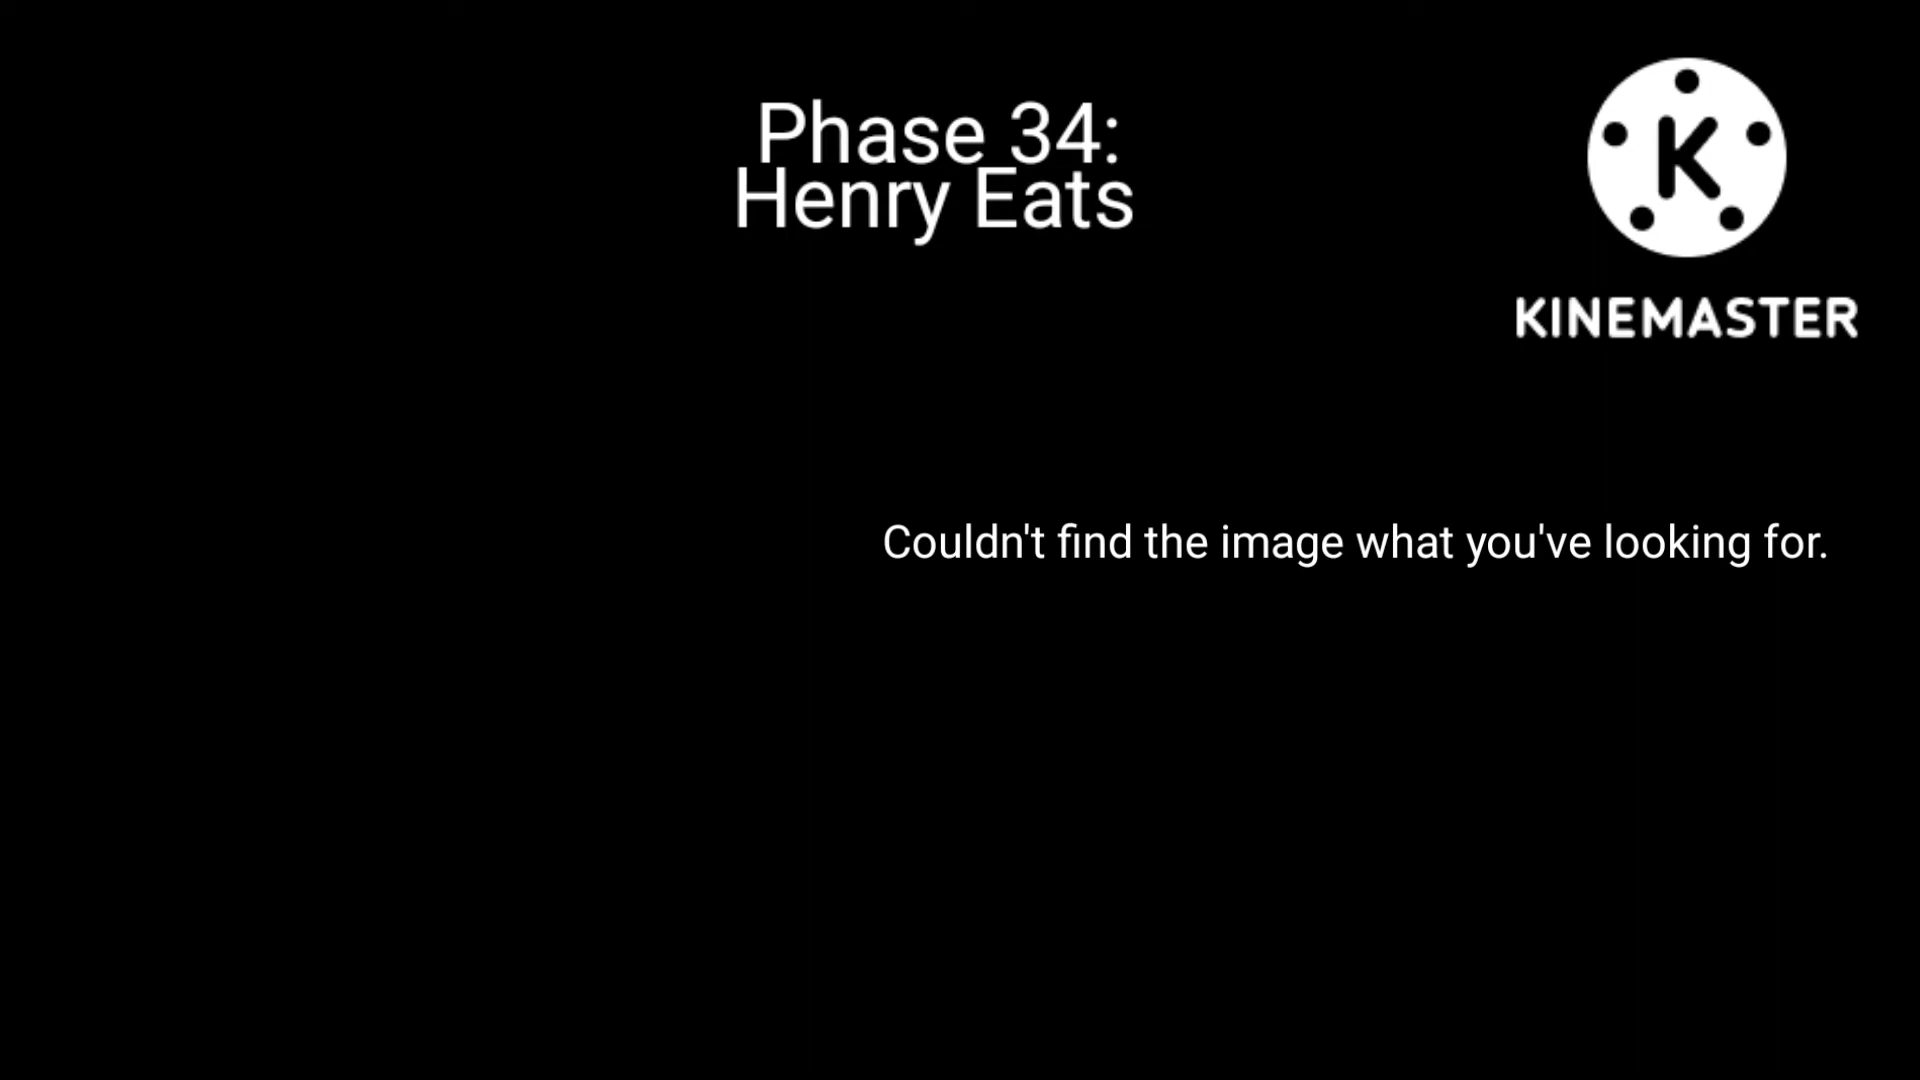 Phase 34:
Henry Eats
K
KINEMASTER
Couldn't find the image what you've looking for.